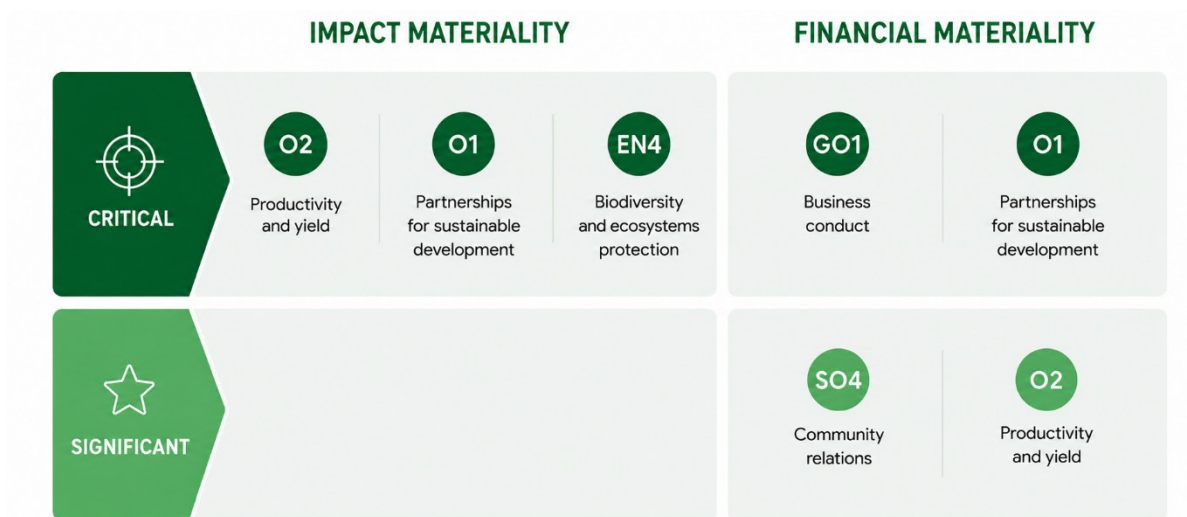 IMPACT MATERIALITY
FINANCIAL MATERIALITY
CRITICAL
O2
Productivity
and yield
O1
Partnerships
for sustainable
development
EN4
Biodiversity
and ecosystems
protection
GO1
Business
conduct
O1
Partnerships
for sustainable
development
SIGNIFICANT
SO4
Community
relations
O2
Productivity
and yield